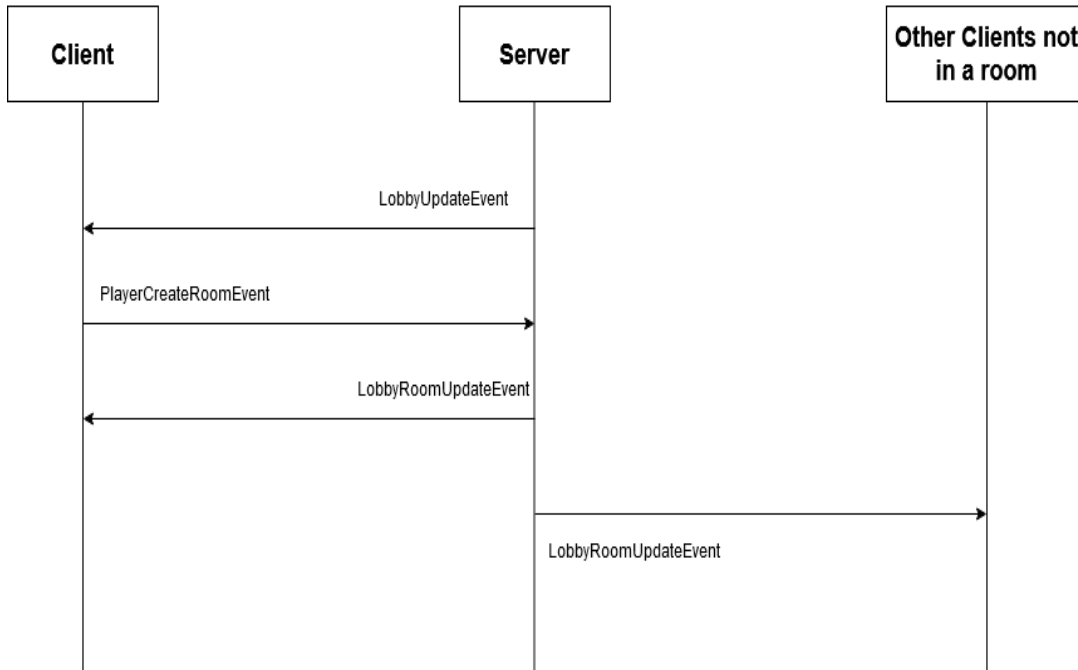 Client
Server
Other Clients not
in a room
LobbyUpdateEvent
PlayerCreateRoomEvent
LobbyRoomUpdateEvent
LobbyRoomUpdateEvent